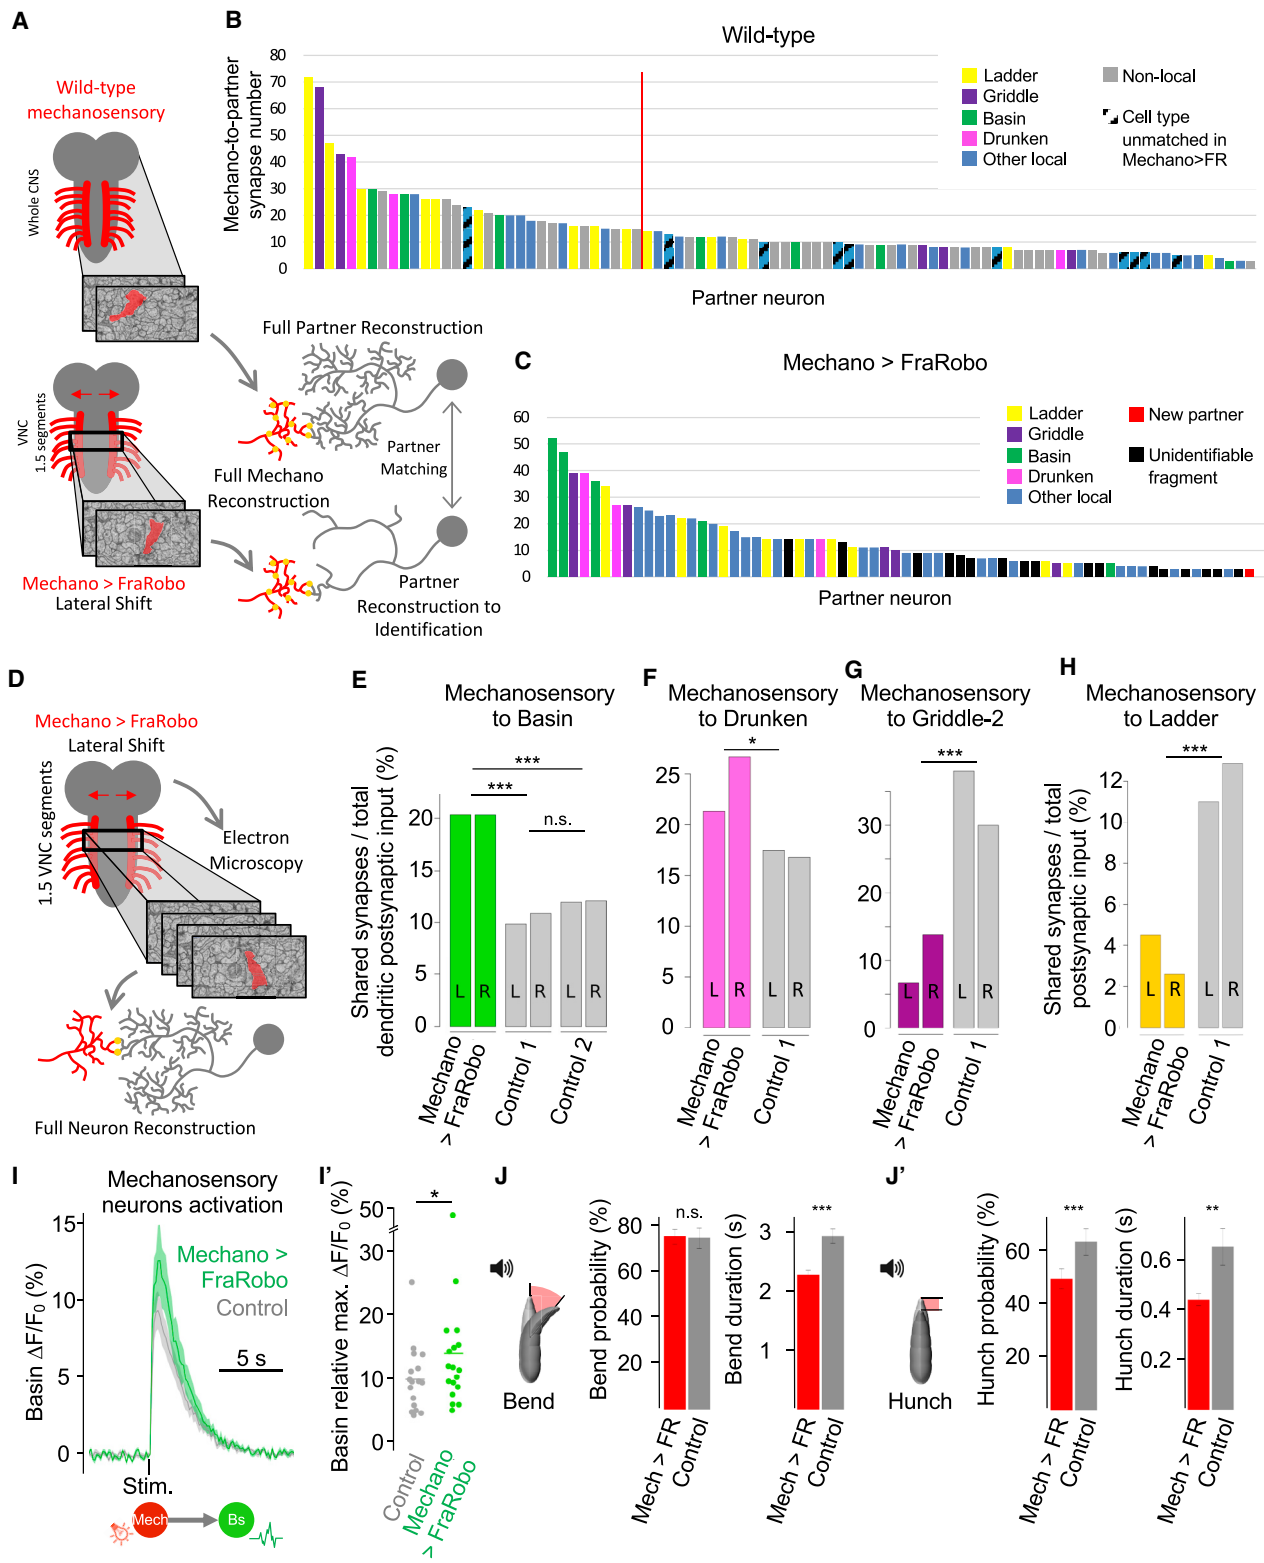 A
Wild-type
mechanosensory
Whole CNS
VNC
1.5 segments
Mechano > FraRobo
Lateral Shift
Full Partner Reconstruction
Partner
Matching
Full Mechano
Reconstruction
Partner
Reconstruction to
Identification
B
Wild-type
Mechano-to-partner
synapse number
80
70
60
50
40
30
20
10
0
Ladder
Griddle
Basin
Drunken
Other local
Non-local
Cell type
unmatched in
Mechano>FR
Partner neuron
C
Mechano > FraRobo
60
50
40
30
20
10
0
Ladder
Griddle
Basin
Drunken
Other local
New partner
Unidentifiable
fragment
Partner neuron
D
Mechano > FraRobo
Lateral Shift
1.5 VNC segments
Electron
Microscopy
Full Neuron Reconstruction
E
Mechanosensory
to Basin
Shared synapses / total
dendritic postsynaptic input (%)
20
15
10
5
0
***
***
n.s.
L R L R L R
Mechano
> FraRobo
Control 1
Control 2
F
Mechanosensory
to Drunken
25
20
15
10
5
0
*
L R L R
Mechano
> FraRobo
Control 1
G
Mechanosensory
to Griddle-2
30
20
10
0
***
L R L R
Mechano
> FraRobo
Control 1
H
Mechanosensory
to Ladder
Shared synapses / total
postsynaptic input (%)
12
10
8
6
4
2
0
***
L R L R
Mechano
> FraRobo
Control 1
I
Mechanosensory
neurons activation
Basin ΔF/F0 (%)
15
10
5
0
Mechano >
FraRobo
Control
5 s
Stim.
Mech
Bs
I'
Basin relative max. ΔF/F0 (%)
50
30
20
10
0
*
Control
Mechano
> FraRobo
J
Bend
Bend probability (%)
80
60
40
20
n.s.
Mech > FR
Control
Bend duration (s)
3
2
1
***
Mech > FR
Control
J'
Hunch
Hunch probability (%)
60
40
20
***
Mech > FR
Control
Hunch duration (s)
0.6
0.4
0.2
**
Mech > FR
Control